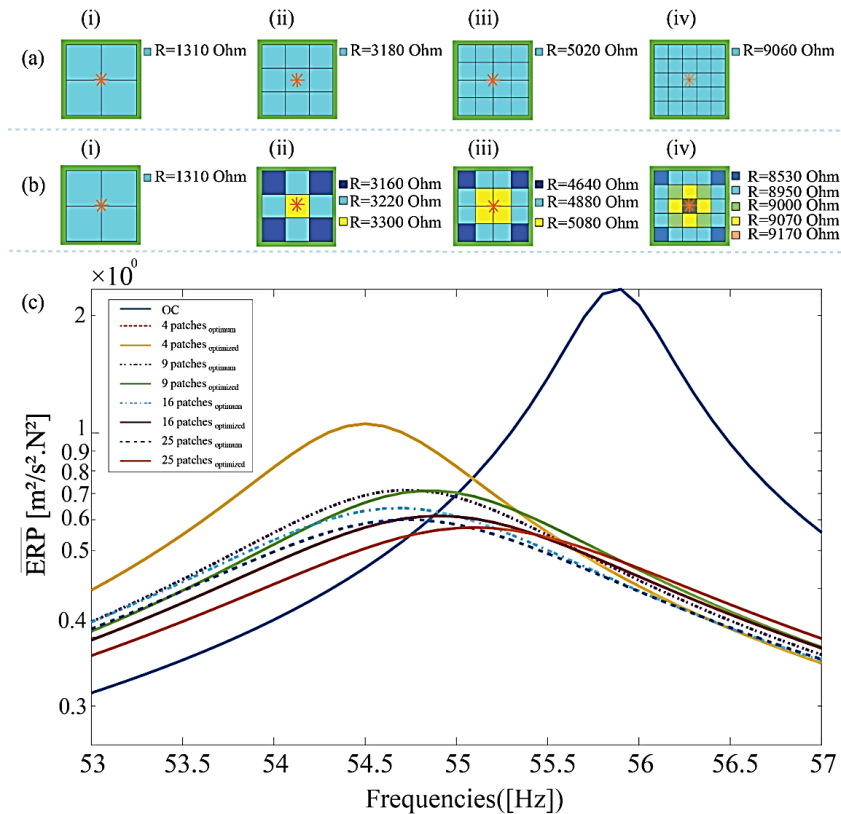 (i) (ii) (iii) (iv)
(a) R=1310 Ohm R=3180 Ohm R=5020 Ohm R=9060 Ohm
(i) (ii) (iii) (iv)
(b) R=1310 Ohm
R=3160 Ohm
R=3220 Ohm
R=3300 Ohm
R=4640 Ohm
R=4880 Ohm
R=5080 Ohm
R=8530 Ohm
R=8950 Ohm
R=9000 Ohm
R=9070 Ohm
R=9170 Ohm
×10⁰
(c)
OC
4 patches optimum
4 patches optimized
9 patches optimum
9 patches optimized
16 patches optimum
16 patches optimized
25 patches optimum
25 patches optimized
2
1
0.9
0.8
0.7
0.6
0.5
0.4
0.3
ERP [m²/s².N²]
53 53.5 54 54.5 55 55.5 56 56.5 57
Frequencies([Hz])